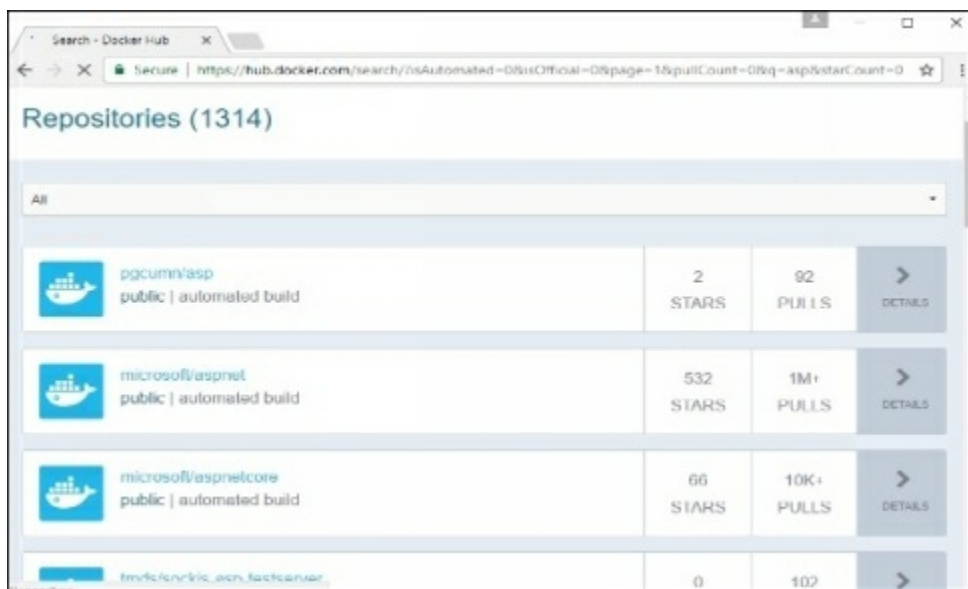 Search - Docker Hub
Secure | https://hub.docker.com/search/?isAutomated=0&isOfficial=0&page=1&pullCount=0&q=asp&starCount=0
Repositories (1314)
All
pgcumn/asp
public | automated build
2
STARS
92
PULLS
DETAILS
microsoft/aspnet
public | automated build
532
STARS
1M+
PULLS
DETAILS
microsoft/aspnetcore
public | automated build
66
STARS
10K+
PULLS
DETAILS
0
102